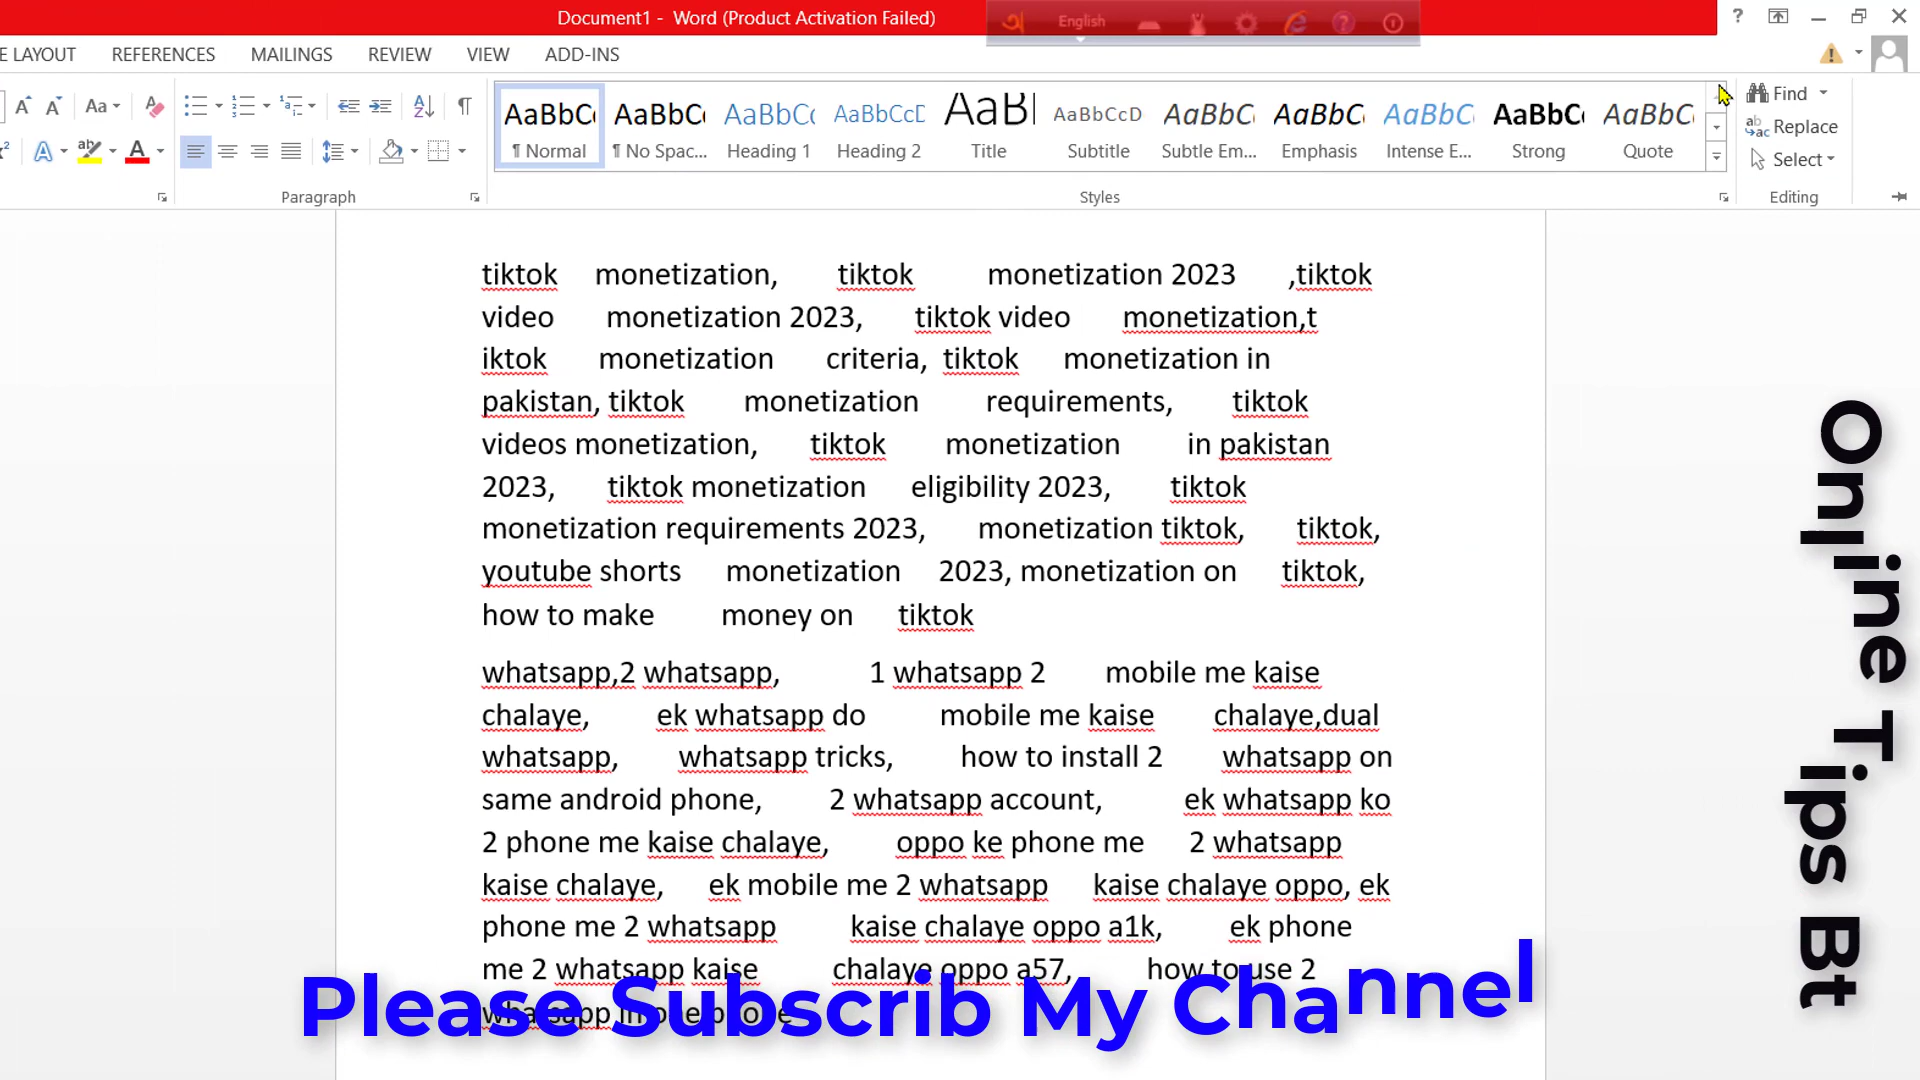 Document1 - Word (Product Activation Failed)
English
E LAYOUT REFERENCES MAILINGS REVIEW VIEW ADD-INS
AaBbCc AaBbCc AaBbCc AaBbCcD AaB AaBbCcD AaBbC AaBbCc AaBbCc AaBbCc AaBbC
¶ Normal ¶ No Spac... Heading 1 Heading 2 Title Subtitle Subtle Em... Emphasis Intense E... Strong Quote
Find
Replace
Select
Paragraph Styles Editing
tiktok monetization, tiktok monetization 2023 ,tiktok
video monetization 2023, tiktok video monetization,t
iktok monetization criteria, tiktok monetization in
pakistan, tiktok monetization requirements, tiktok
videos monetization, tiktok monetization in pakistan
2023, tiktok monetization eligibility 2023, tiktok
monetization requirements 2023, monetization tiktok, tiktok,
youtube shorts monetization 2023, monetization on tiktok,
how to make money on tiktok
whatsapp,2 whatsapp, 1 whatsapp 2 mobile me kaise
chalaye, ek whatsapp do mobile me kaise chalaye,dual
whatsapp, whatsapp tricks, how to install 2 whatsapp on
same android phone, 2 whatsapp account, ek whatsapp ko
2 phone me kaise chalaye, oppo ke phone me 2 whatsapp
kaise chalaye, ek mobile me 2 whatsapp kaise chalaye oppo, ek
phone me 2 whatsapp kaise chalaye oppo a1k, ek phone
me 2 whatsapp kaise chalaye oppo a57, how to use 2
whatsapp in one phone
Please Subscrib My Channel
Online Tips Bt